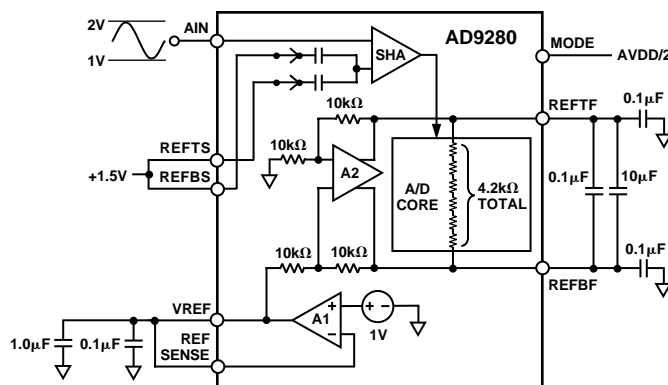 2V
1V
AIN
SHA
AD9280
MODE
AVDD/2
REFTS
REFBS
+1.5V
10kΩ
10kΩ
A2
A/D
CORE
4.2kΩ
TOTAL
REFTF
0.1µF
0.1µF
10µF
0.1µF
REFBF
10kΩ
10kΩ
VREF
A1
+
−
+ −
1V
REF
SENSE
1.0µF
0.1µF